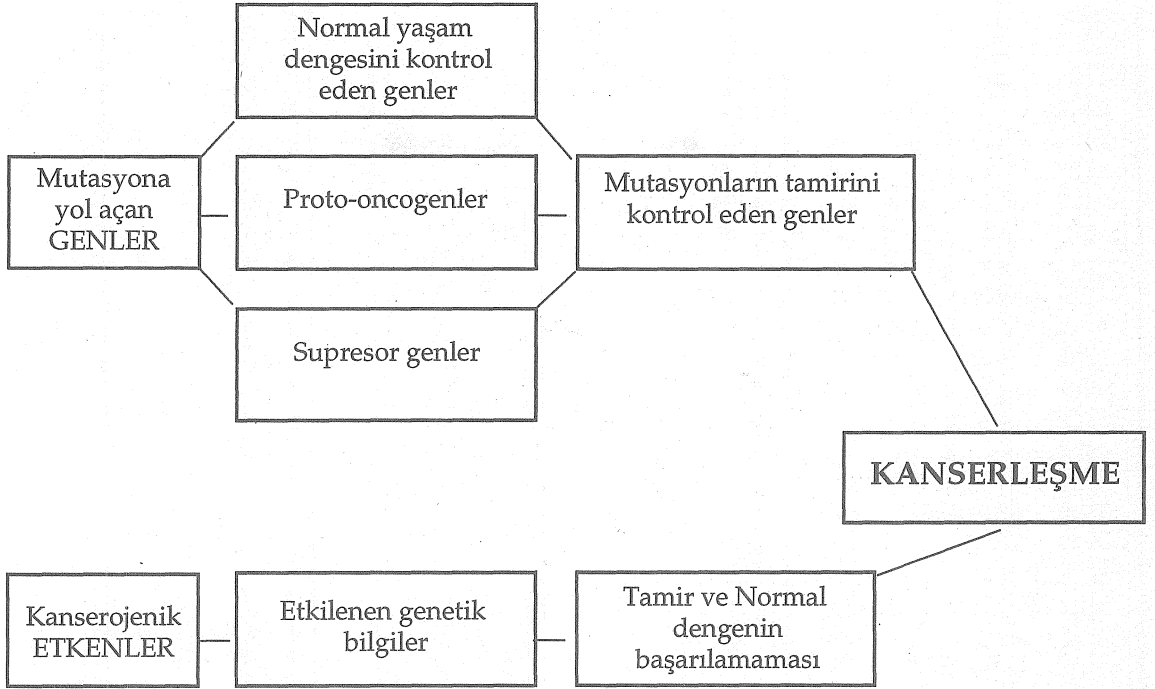 Normal yaşam
dengesini kontrol
eden genler
Mutasyona
yol açan
GENLER
Proto-oncogenler
Mutasyonların tamirini
kontrol eden genler
Supresor genler
KANSERLEŞME
Kanserojenik
ETKENLER
Etkilenen genetik
bilgiler
Tamir ve Normal
dengenin
başarılamaması